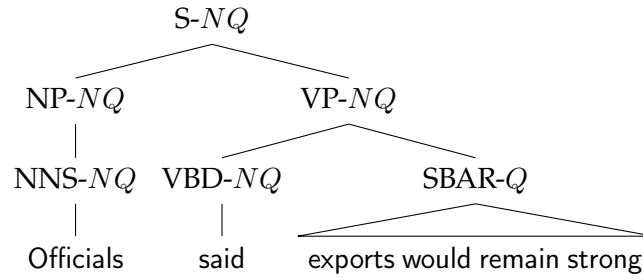 S-NQ
NP-NQ VP-NQ
NNS-NQ VBD-NQ SBAR-Q
Officials said exports would remain strong